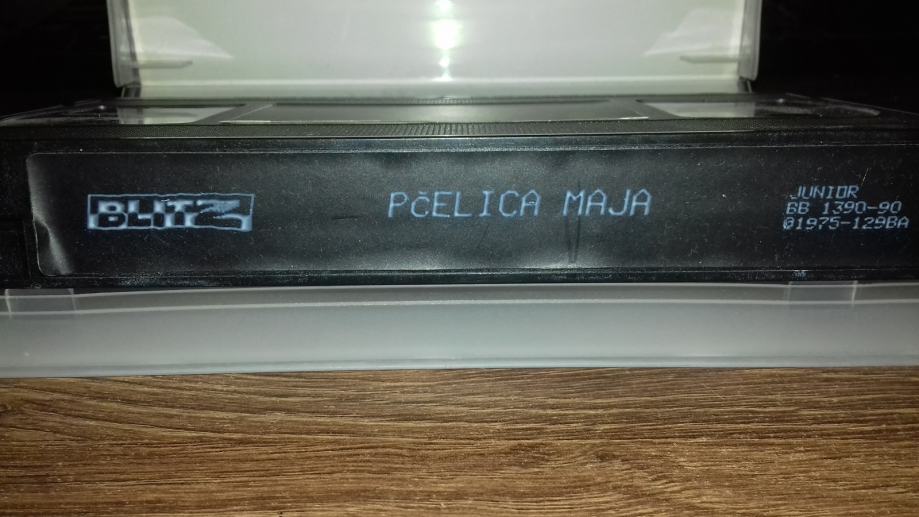 BLITZ
PčELICA MAJA
JUNIOR
BB 1390-90
@1975-129BA